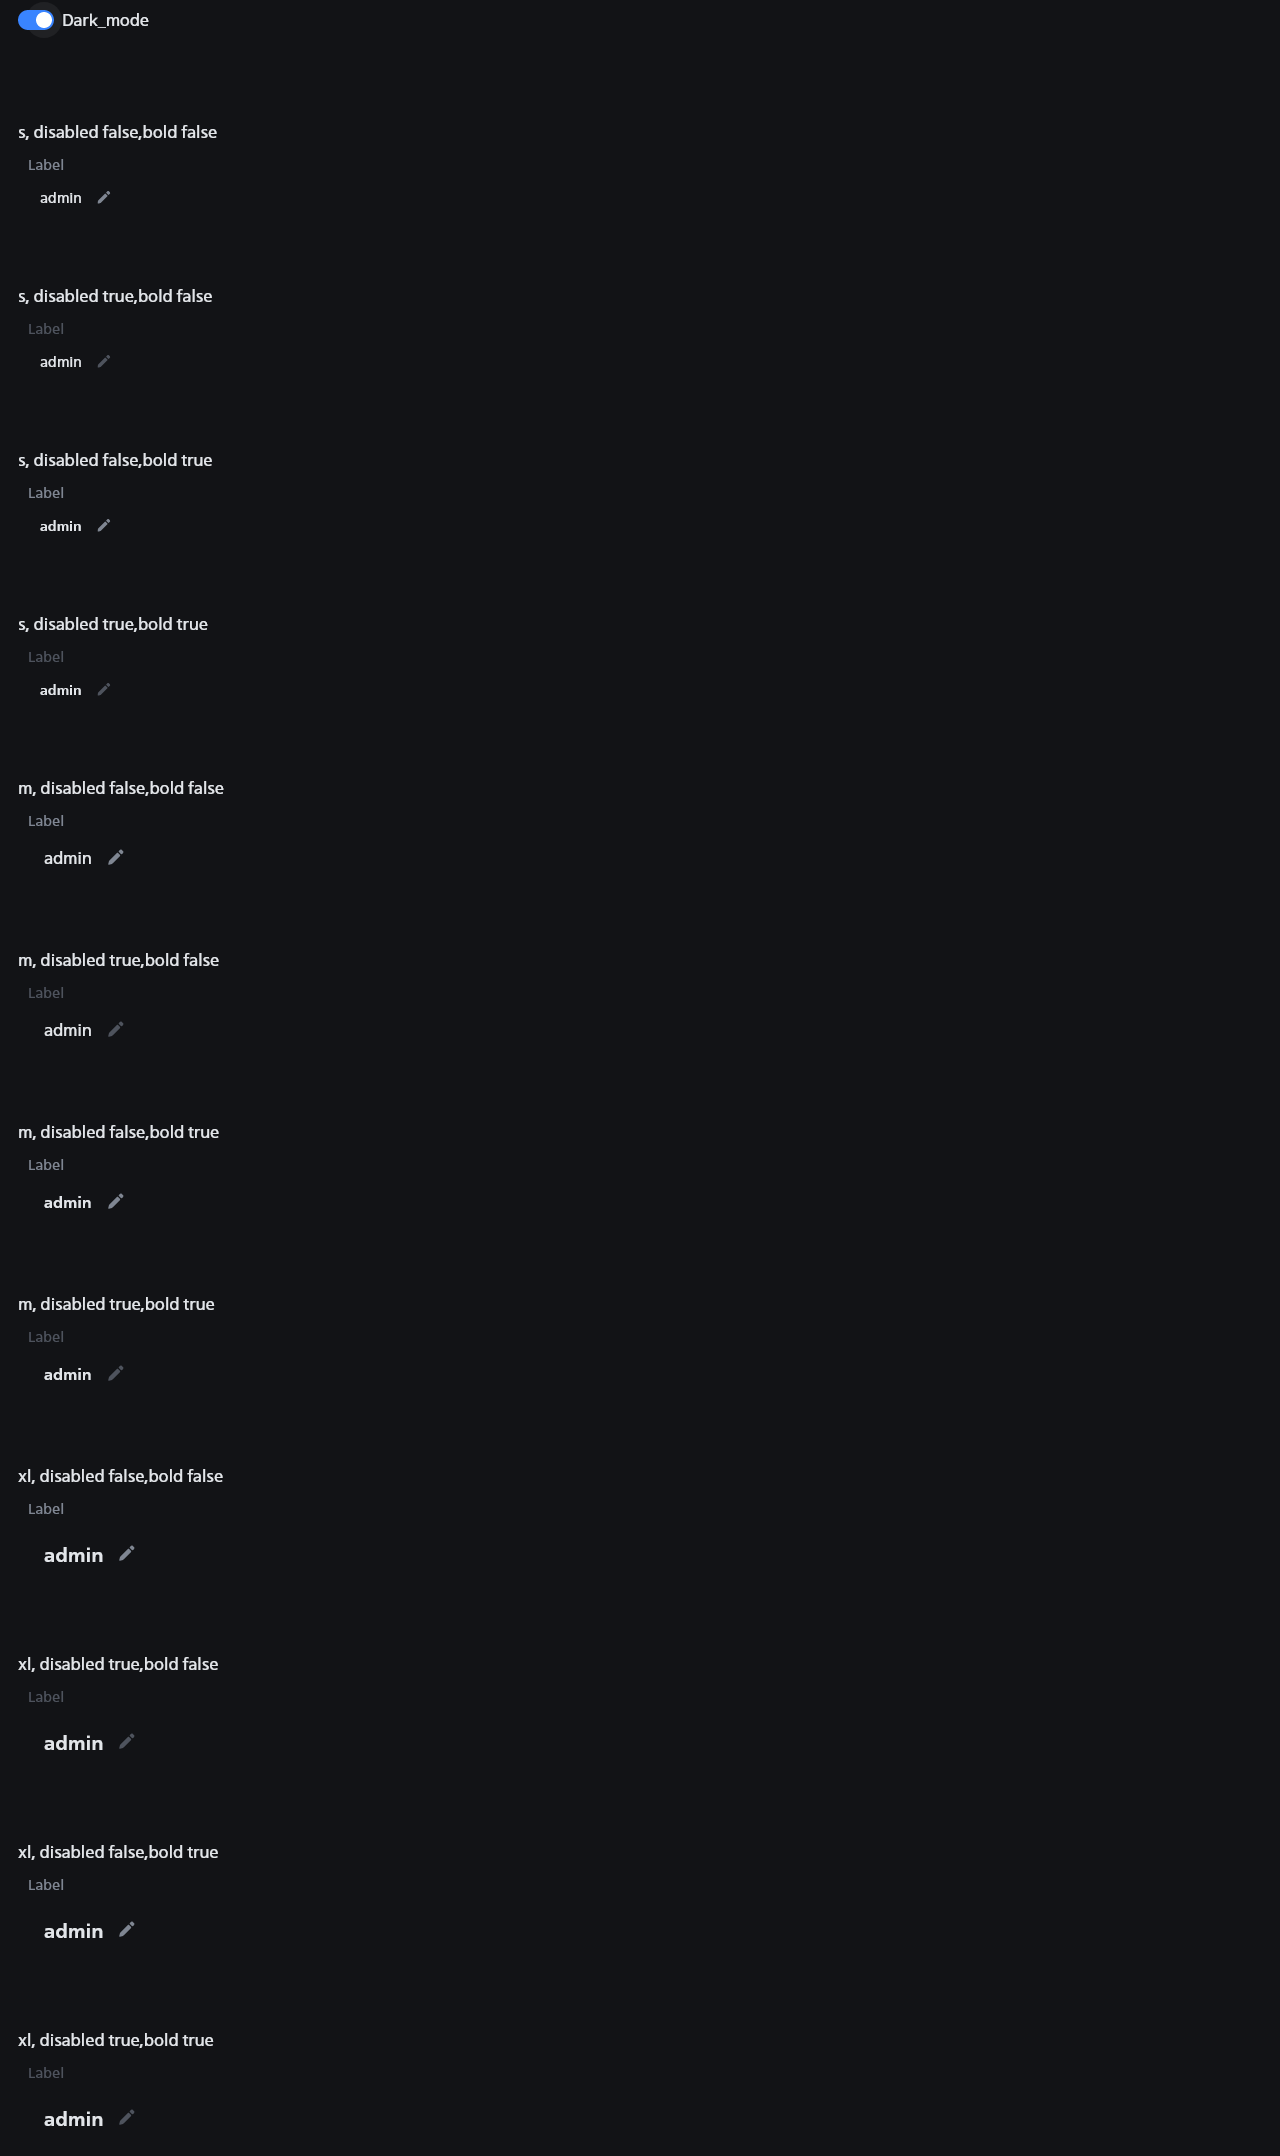 Dark_mode
s, disabled false,bold false
Label
admin
s, disabled true,bold false
Label
admin
s, disabled false,bold true
Label
admin
s, disabled true,bold true
Label
admin
m, disabled false,bold false
Label
admin
m, disabled true,bold false
Label
admin
m, disabled false,bold true
Label
admin
m, disabled true,bold true
Label
admin
xl, disabled false,bold false
Label
admin
xl, disabled true,bold false
Label
admin
xl, disabled false,bold true
Label
admin
xl, disabled true,bold true
Label
admin